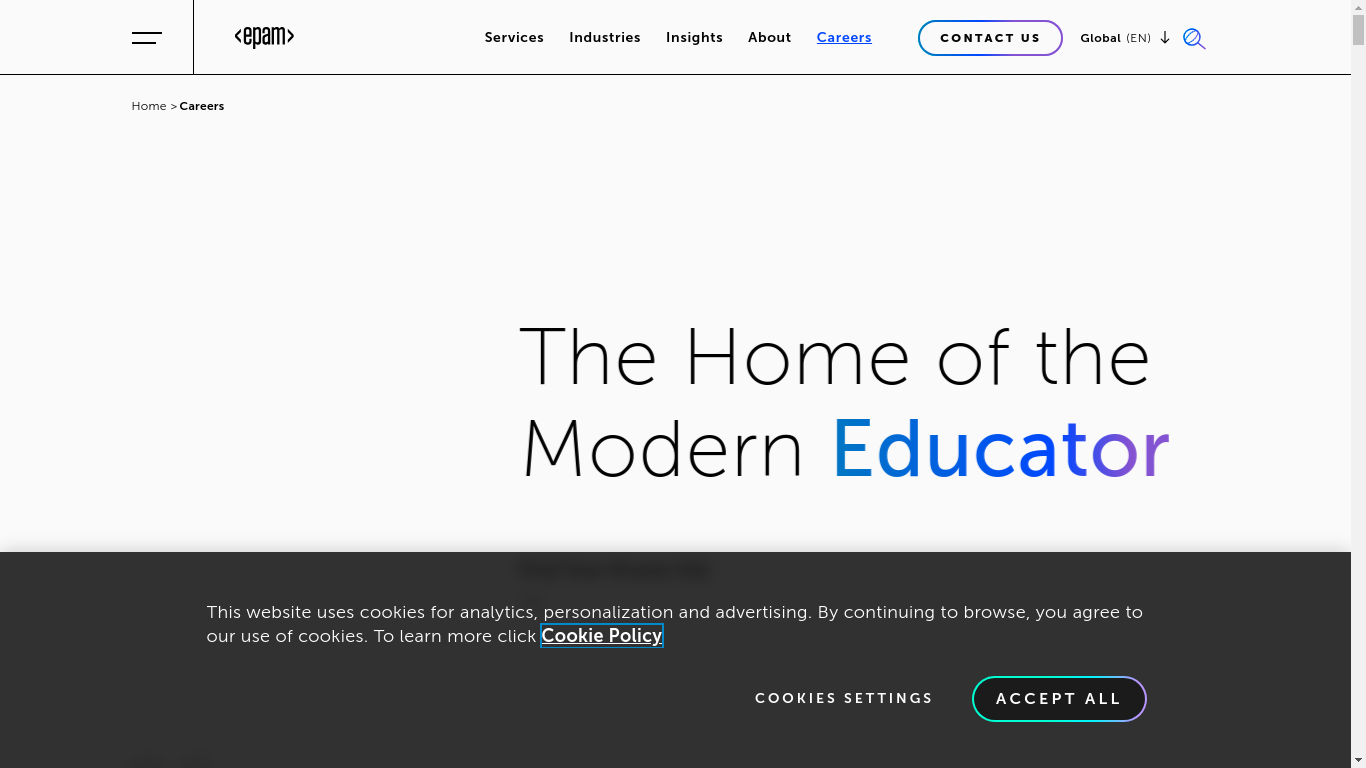 <epam>
Services Industries Insights About Careers CONTACT US Global (EN)
Home > Careers
The Home of the
Modern Educator
This website uses cookies for analytics, personalization and advertising. By continuing to browse, you agree to
our use of cookies. To learn more click Cookie Policy
COOKIES SETTINGS ACCEPT ALL